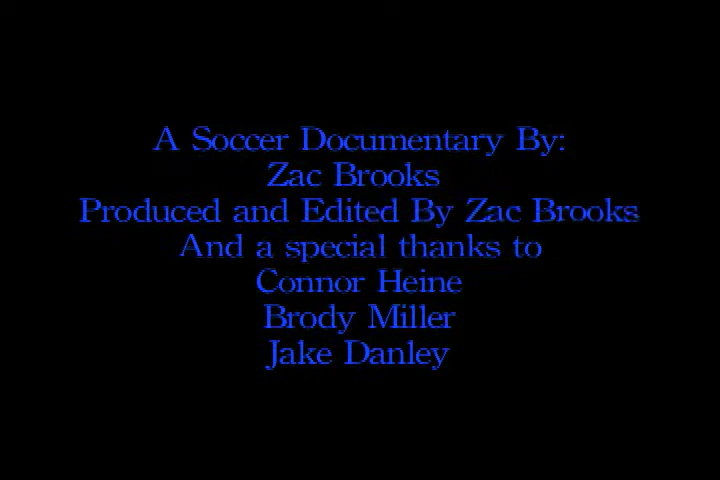 A Soccer Documentary By:
Zac Brooks
Produced and Edited By Zac Brooks
And a special thanks to
Connor Heine
Brody Miller
Jake Danley